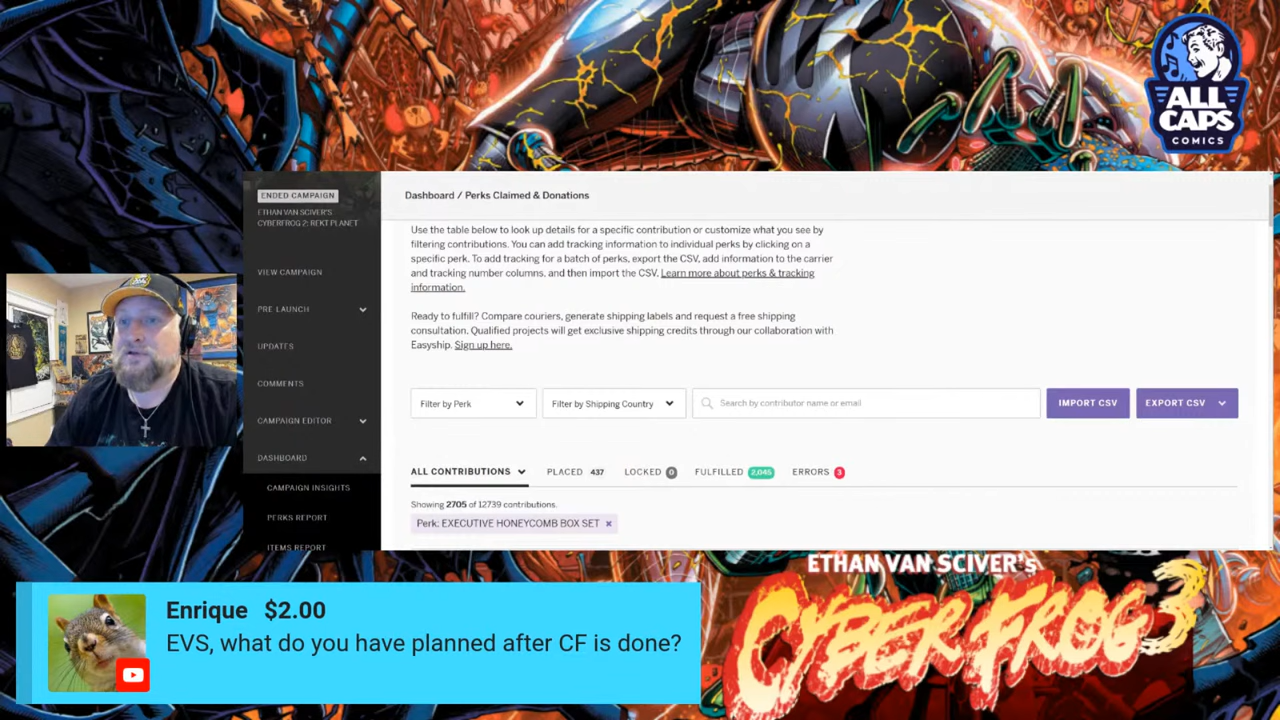 ALL
CAPS
COMICS
ENDED CAMPAIGN
ETHAN VAN SCIVER'S
CYBERFROG 2: REKT PLANET
VIEW CAMPAIGN
PRE LAUNCH
UPDATES
COMMENTS
CAMPAIGN EDITOR
DASHBOARD
CAMPAIGN INSIGHTS
PERKS REPORT
ITEMS REPORT
Dashboard / Perks Claimed & Donations
Use the table below to look up details for a specific contribution or customize what you see by
filtering contributions. You can add tracking information to individual perks by clicking on a
specific perk. To add tracking for a batch of perks, export the CSV, add information to the carrier
and tracking number columns, and then import the CSV. Learn more about perks & tracking
information.
Ready to fulfill? Compare couriers, generate shipping labels and request a free shipping
consultation. Qualified projects will get exclusive shipping credits through our collaboration with
Easyship. Sign up here.
Filter by Perk
Filter by Shipping Country
Search by contributor name or email
IMPORT CSV
EXPORT CSV
ALL CONTRIBUTIONS
PLACED 437
LOCKED 0
FULFILLED 2,045
ERRORS 3
Showing 2705 of 12739 contributions.
Perk: EXECUTIVE HONEYCOMB BOX SET ×
Enrique $2.00
EVS, what do you have planned after CF is done?
ETHAN VAN SCIVER's
CYBERFROG 3